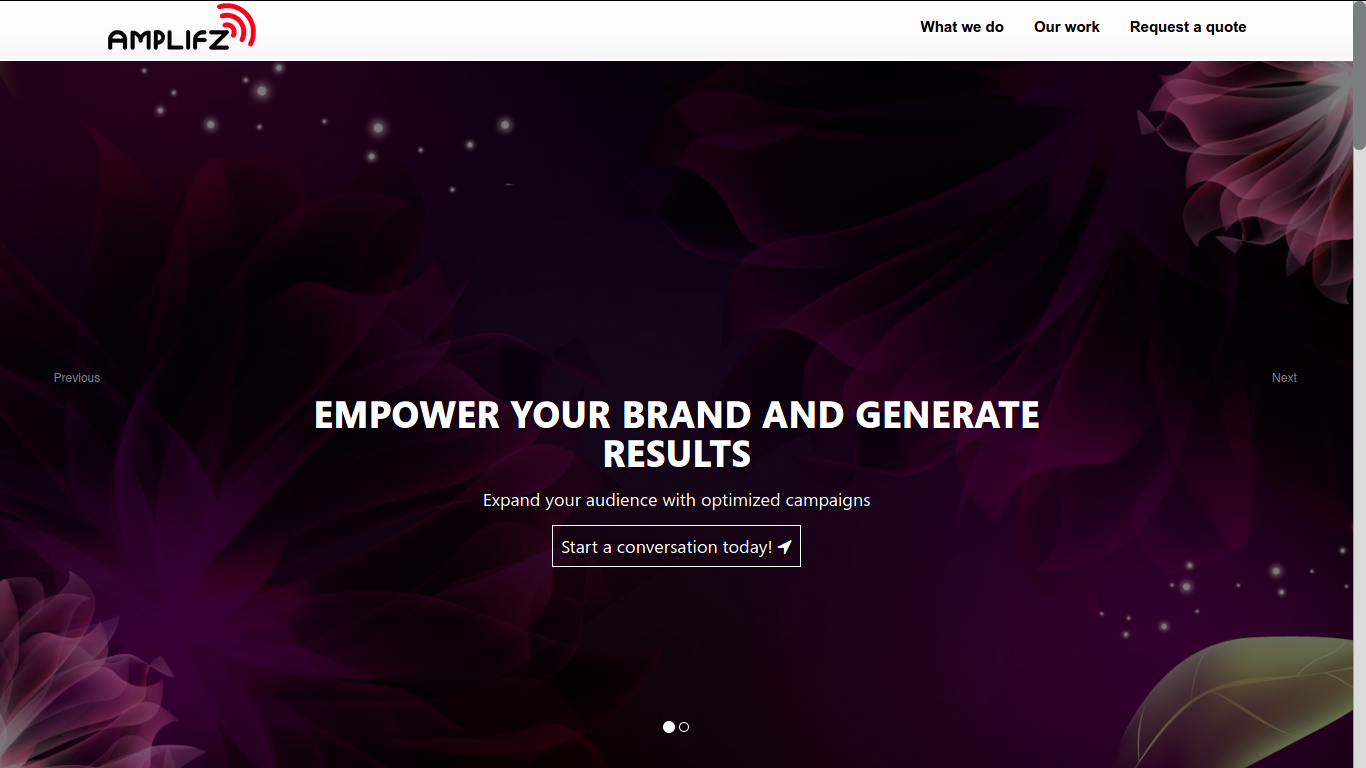 AMPLIFZ
What we do
Our work
Request a quote
Previous
Next
EMPOWER YOUR BRAND AND GENERATE
RESULTS
Expand your audience with optimized campaigns
Start a conversation today!